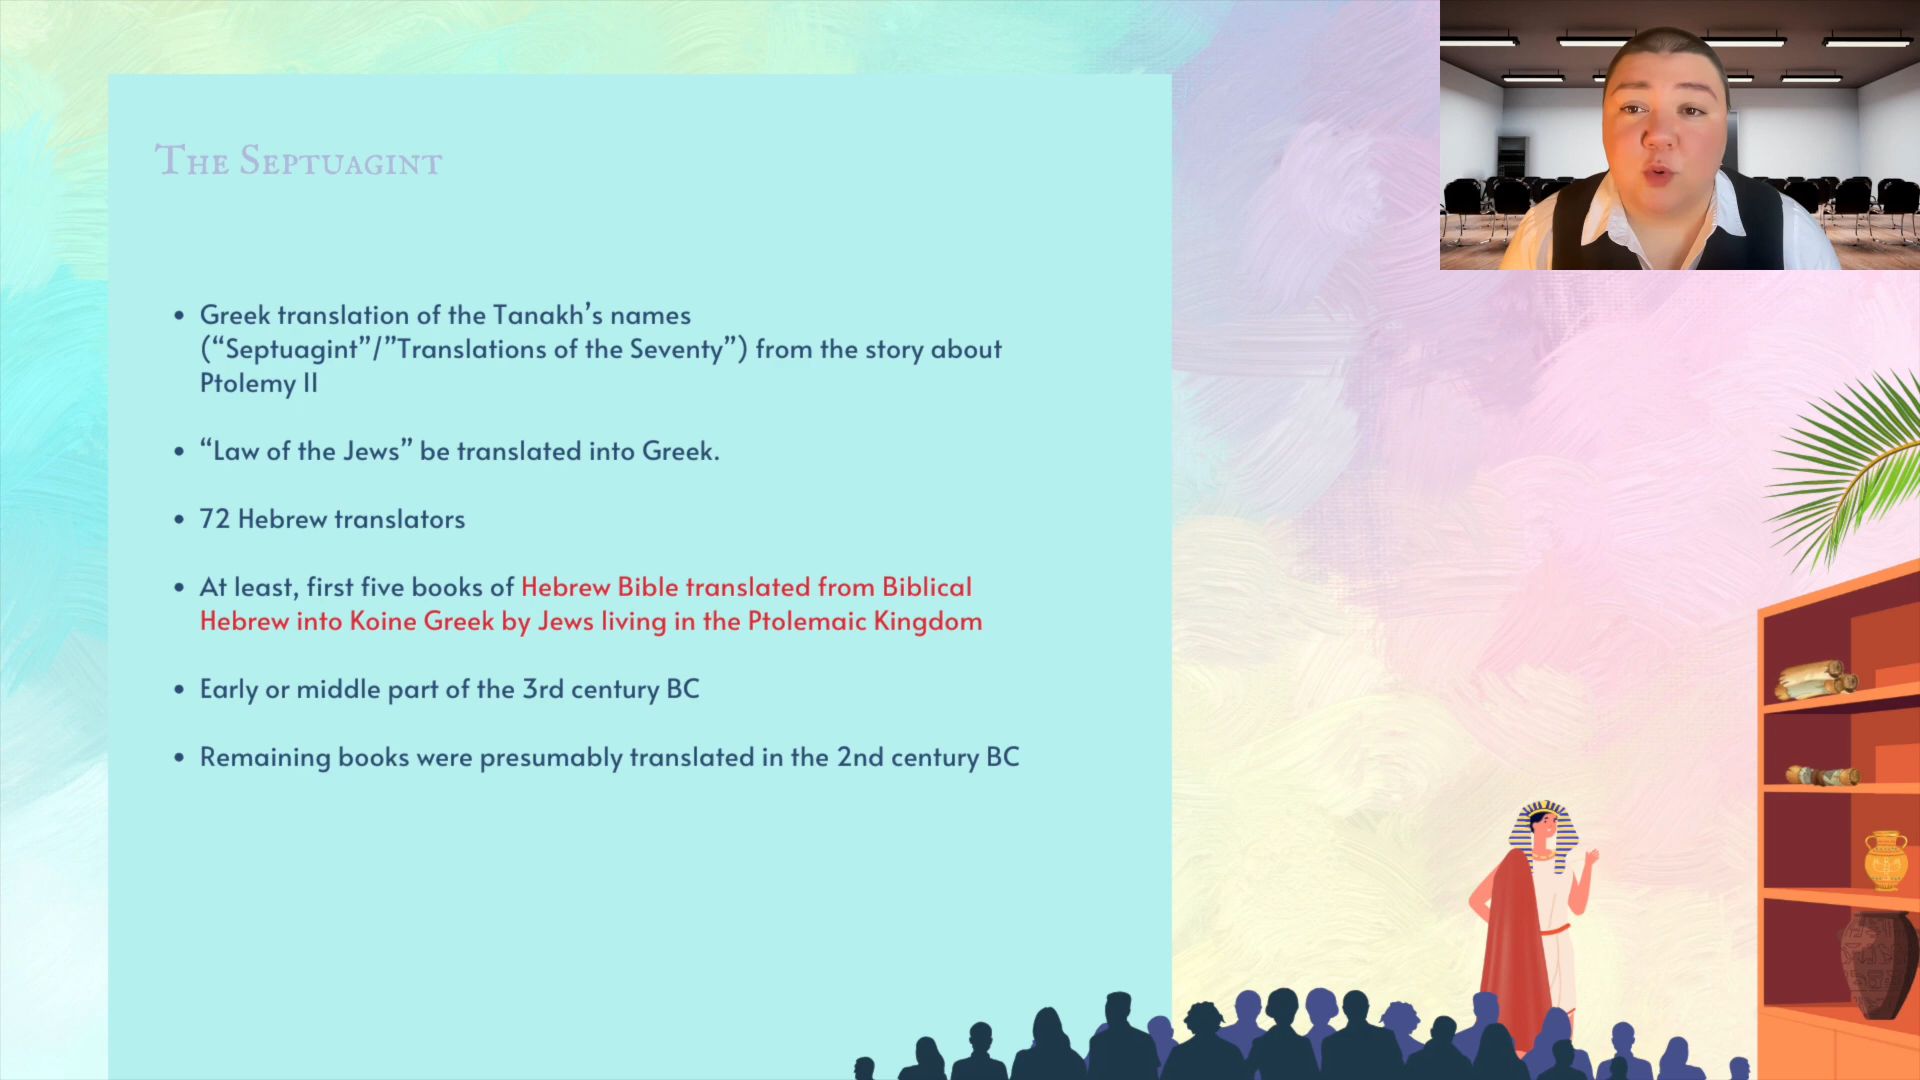 The Septuagint
• Greek translation of the Tanakh’s names
(“Septuagint”/”Translations of the Seventy”) from the story about
Ptolemy II
• “Law of the Jews” be translated into Greek.
• 72 Hebrew translators
• At least, first five books of Hebrew Bible translated from Biblical
Hebrew into Koine Greek by Jews living in the Ptolemaic Kingdom
• Early or middle part of the 3rd century BC
• Remaining books were presumably translated in the 2nd century BC